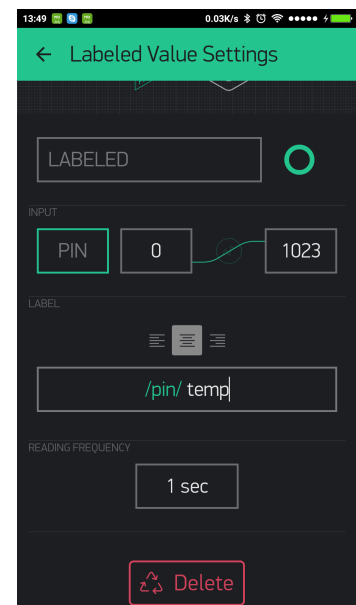 13:49 0.03K/s
← Labeled Value Settings
LABELED
INPUT
PIN 0 1023
LABEL
/pin/ temp
READING FREQUENCY
1 sec
Delete